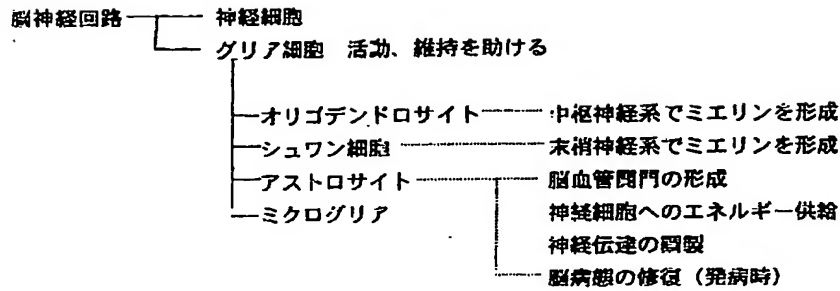 脳神経回路 神経細胞
グリア細胞 活動、維持を助ける
オリゴデンドロサイト 中枢神経系でミエリンを形成
シュワン細胞 末梢神経系でミエリンを形成
アストロサイト 脳血管関門の形成
ミクログリア 神経細胞へのエネルギー供給
神経伝達の調製
脳病態の修復（発病時）